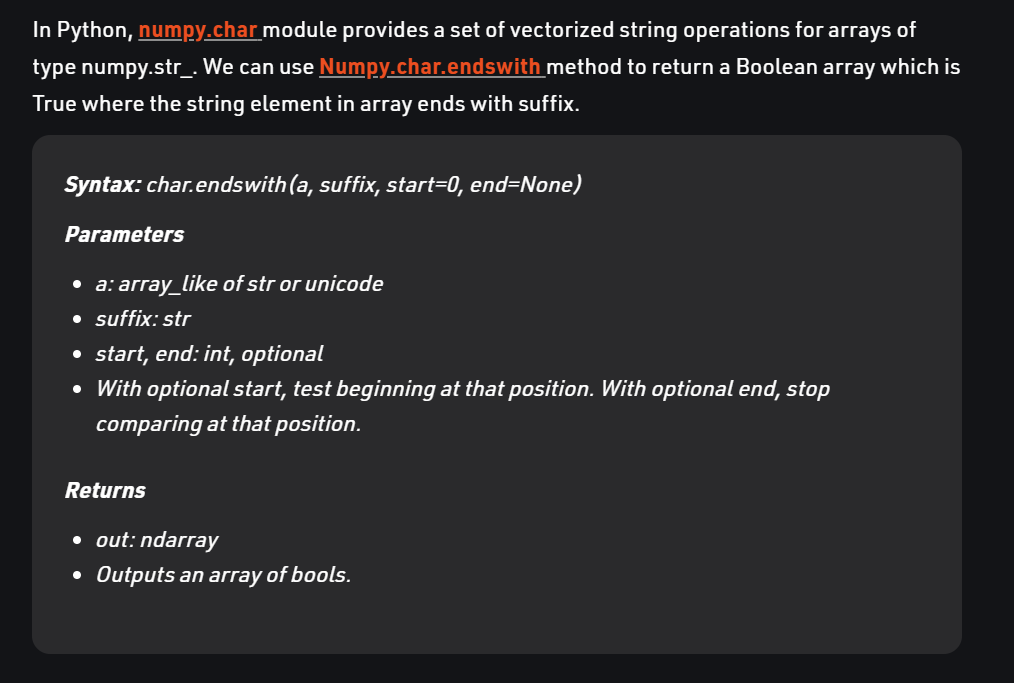 In Python, numpy.char module provides a set of vectorized string operations for arrays of
type numpy.str_. We can use Numpy.char.endswith method to return a Boolean array which is
True where the string element in array ends with suffix.
Syntax: char.endswith(a, suffix, start=0, end=None)
Parameters
• a: array_like of str or unicode
• suffix: str
• start, end: int, optional
• With optional start, test beginning at that position. With optional end, stop
comparing at that position.
Returns
• out: ndarray
• Outputs an array of bools.